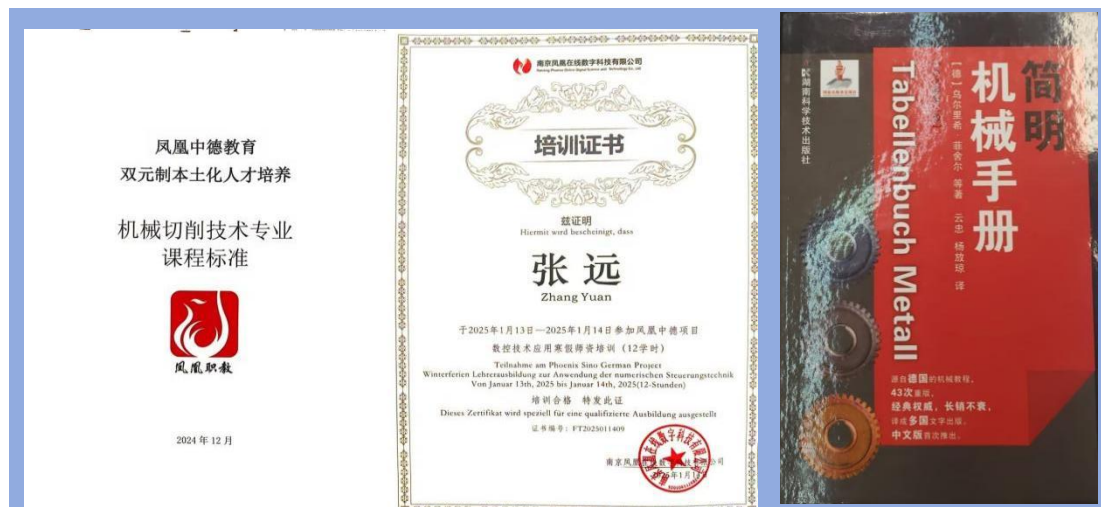 凤凰中德教育
双元制本土化人才培养
机械切削技术专业
课程标准
凤凰职教
2024 年 12 月
南京凤凰在线数字科技有限公司
培训证书
兹证明
Hiermit wird bescheinigt, dass
张 远
Zhang Yuan
于2025年1月13日—2025年1月14日参加凤凰中德项目
数控技术应用寒假师资培训（12学时）
Teilnahme am Phoenix Sino German Project
Winterferien Lehrerausbildung zur Anwendung der numerischen Steuerungstechnik
Von Januar 13th, 2025 bis Januar 14th, 2025(12-Stunden)
培训合格 特发此证
Dieses Zertifikat wird speziell für eine qualifizierte Ausbildung ausgestellt
证书编号：FT2025011409
简明
机械手册
【德】乌尔里希·菲舍尔 等著 云忠 杨放琼 译
Tabellenbuch Metall
湖南科学技术出版社
源自德国的机械教程，
43次重版，
经典权威，长销不衰，
译成多国文字出版，
中文版首次推出。